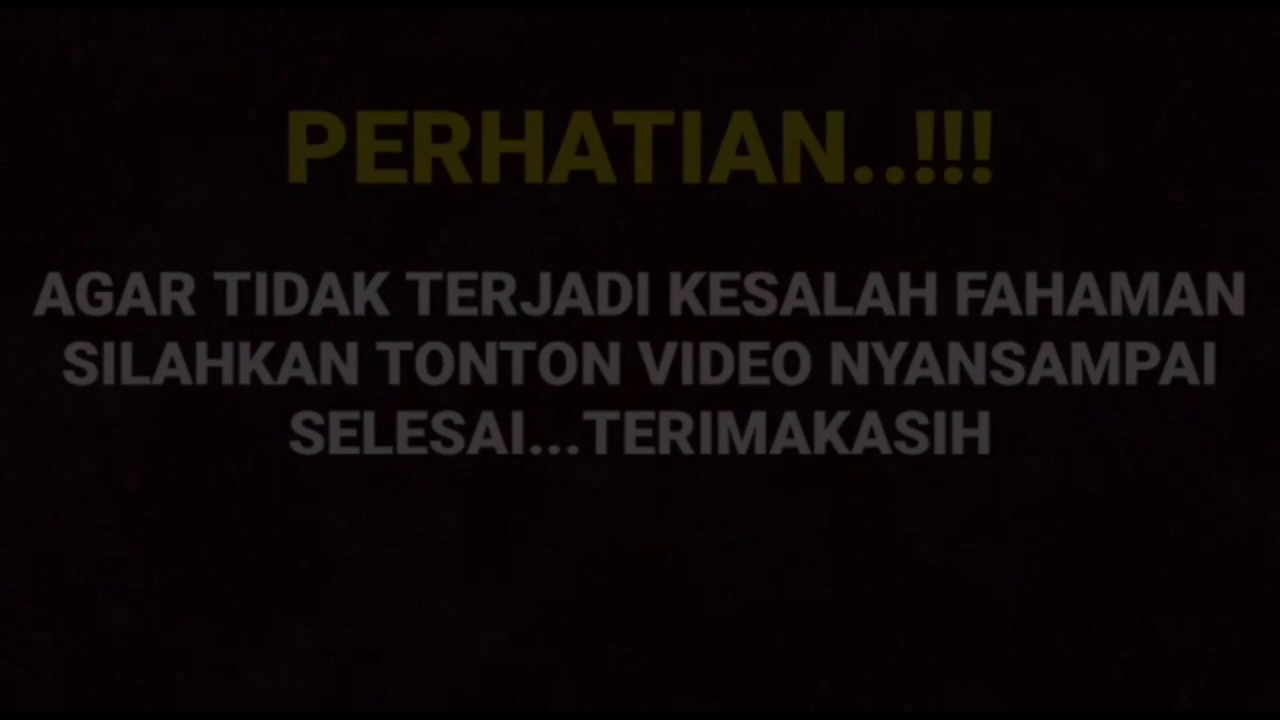 PERHATIAN..!!!
AGAR TIDAK TERJADI KESALAH FAHAMAN
SILAHKAN TONTON VIDEO NYANSAMPAI
SELESAI...TERIMAKASIH